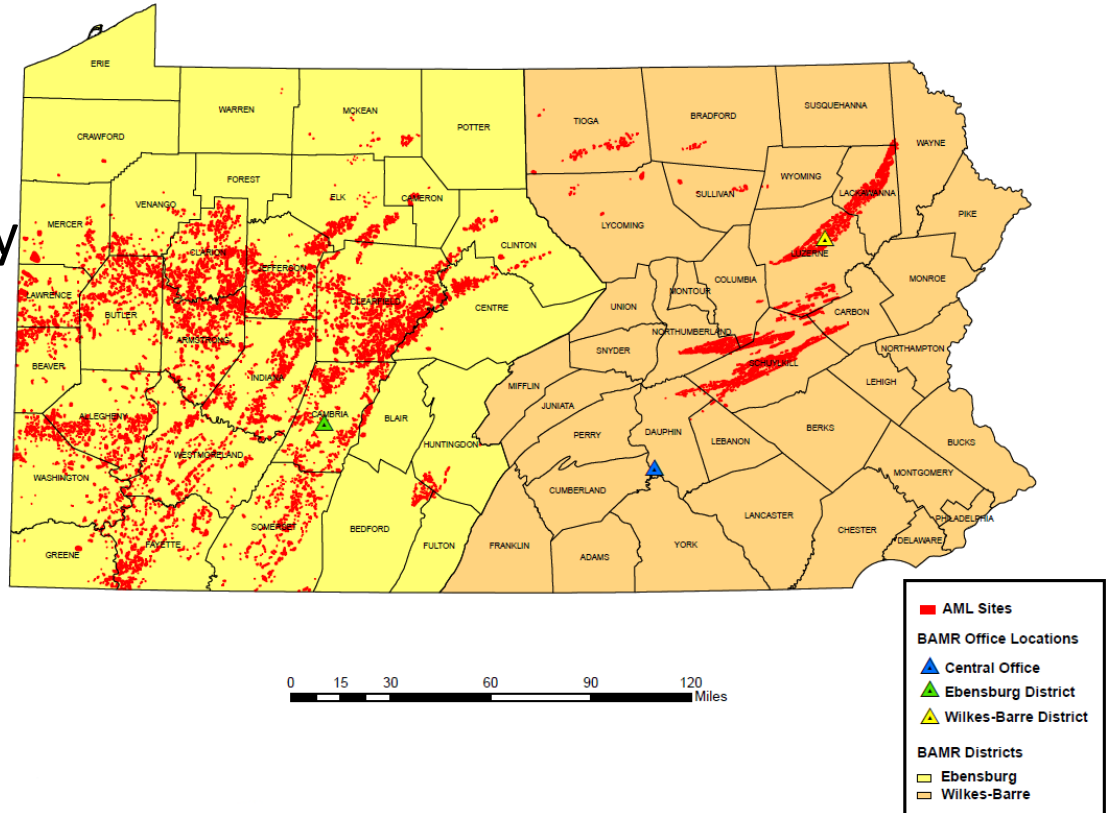 y
ERIE
CRAWFORD
WARREN
MCKEAN
POTTER
FOREST
VENANGO
ELK
CAMERON
MERCER
CLARION
JEFFERSON
CLINTON
CLEARFIELD
CENTRE
LAWRENCE
BUTLER
ARMSTRONG
BEAVER
INDIANA
ALLEGHENY
CAMBRIA
BLAIR
HUNTINGDON
WESTMORELAND
WASHINGTON
SOMERSET
BEDFORD
FULTON
GREENE
FAYETTE
TIOGA
BRADFORD
SUSQUEHANNA
WAYNE
WYOMING
SULLIVAN
LACKAWANNA
LYCOMING
PIKE
LUZERNE
COLUMBIA
MONROE
MONTOUR
UNION
CARBON
NORTHUMBERLAND
SNYDER
NORTHAMPTON
SCHUYLKILL
LEHIGH
MIFFLIN
JUNIATA
PERRY
DAUPHIN
LEBANON
BERKS
BUCKS
MONTGOMERY
CUMBERLAND
PHILADELPHIA
LANCASTER
CHESTER
DELAWARE
FRANKLIN
ADAMS
YORK
0 15 30 60 90 120
Miles
AML Sites
BAMR Office Locations
Central Office
Ebensburg District
Wilkes-Barre District
BAMR Districts
Ebensburg
Wilkes-Barre